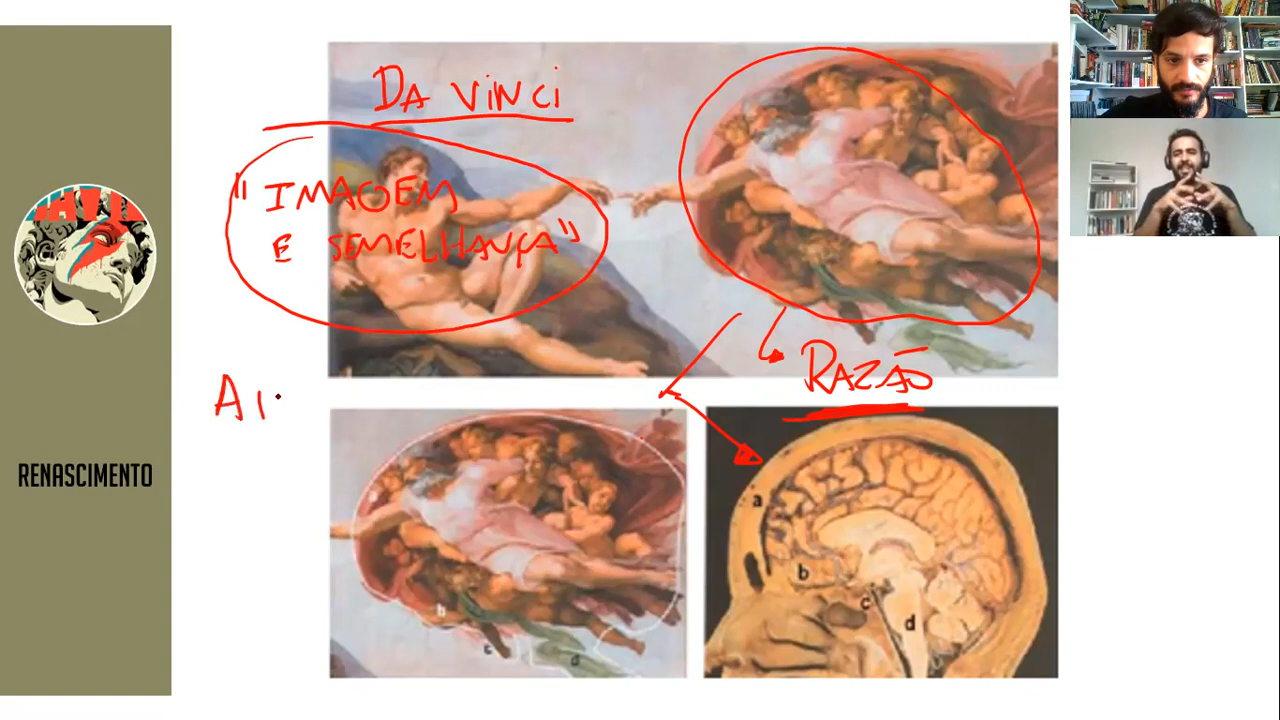 DA VINCI
"IMAGEM
E SEMELHANÇA"
RAZÃO
A
RENASCIMENTO
a
b
c
d
b
c
d